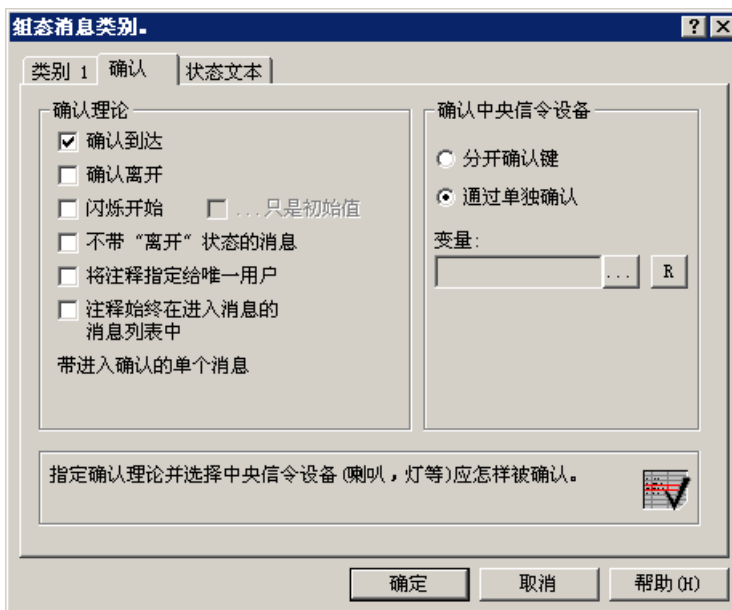 组态消息类别。
类别 1 确认 状态文本
确认理论
确认到达
确认离开
闪烁开始 ...只是初始值
不带“离开”状态的消息
将注释指定给唯一用户
注释始终在进入消息的
消息列表中
带进入确认的单个消息
确认中央信令设备
分开确认键
通过单独确认
变量:
... R
指定确认理论并选择中央信令设备(喇叭，灯等)应怎样被确认。
确定 取消 帮助(H)